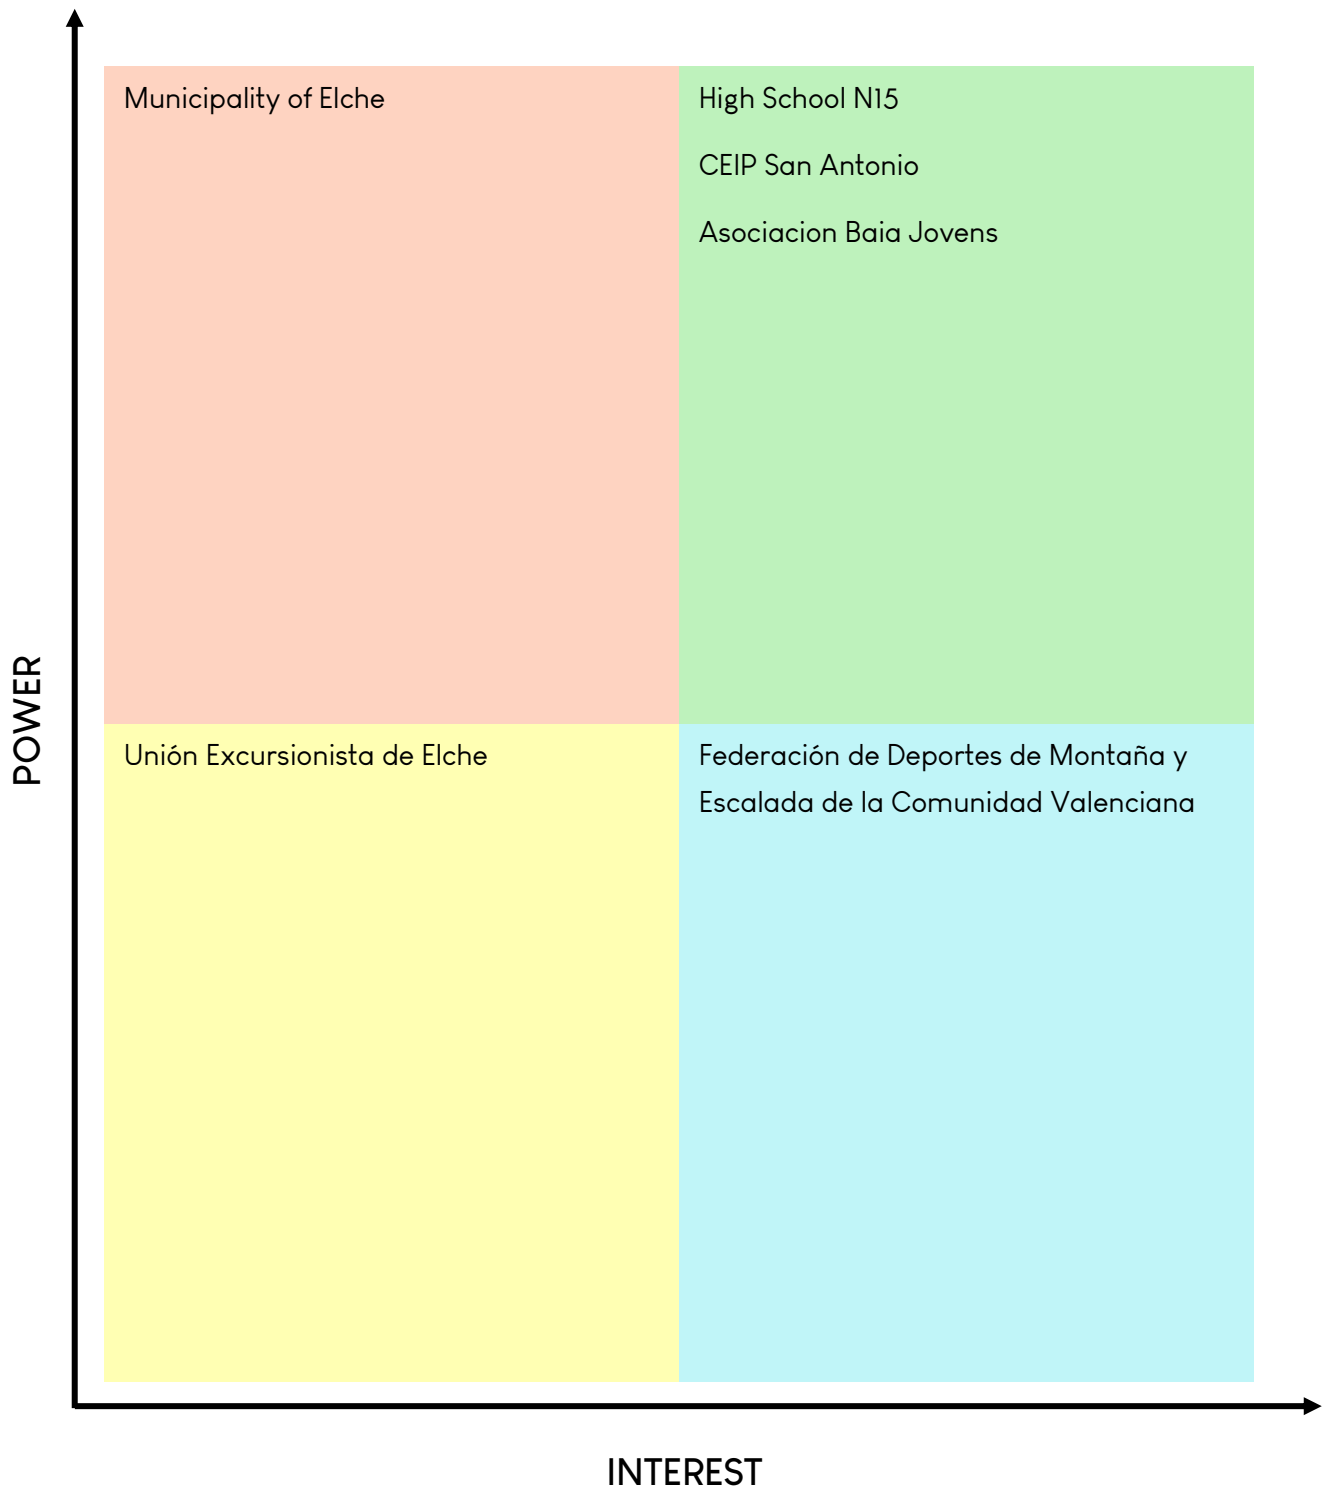 Municipality of Elche
High School N15
CEIP San Antonio
Asociacion Baia Jovens
POWER
Unión Excursionista de Elche
Federación de Deportes de Montaña y
Escalada de la Comunidad Valenciana
INTEREST